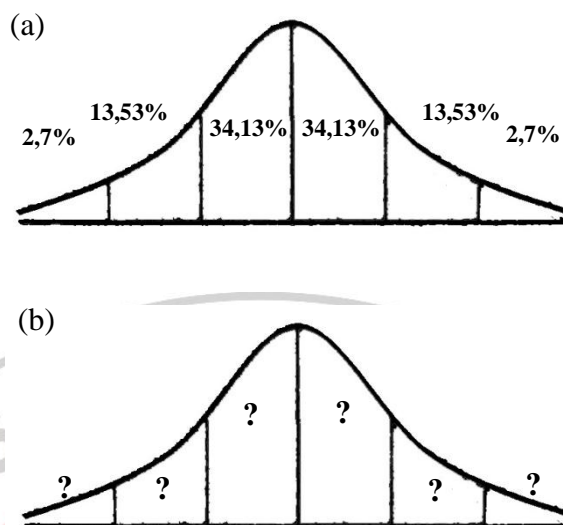 (a)
13,53% 13,53%
2,7% 34,13% 34,13% 2,7%
(b)
? ?
? ? ? ?